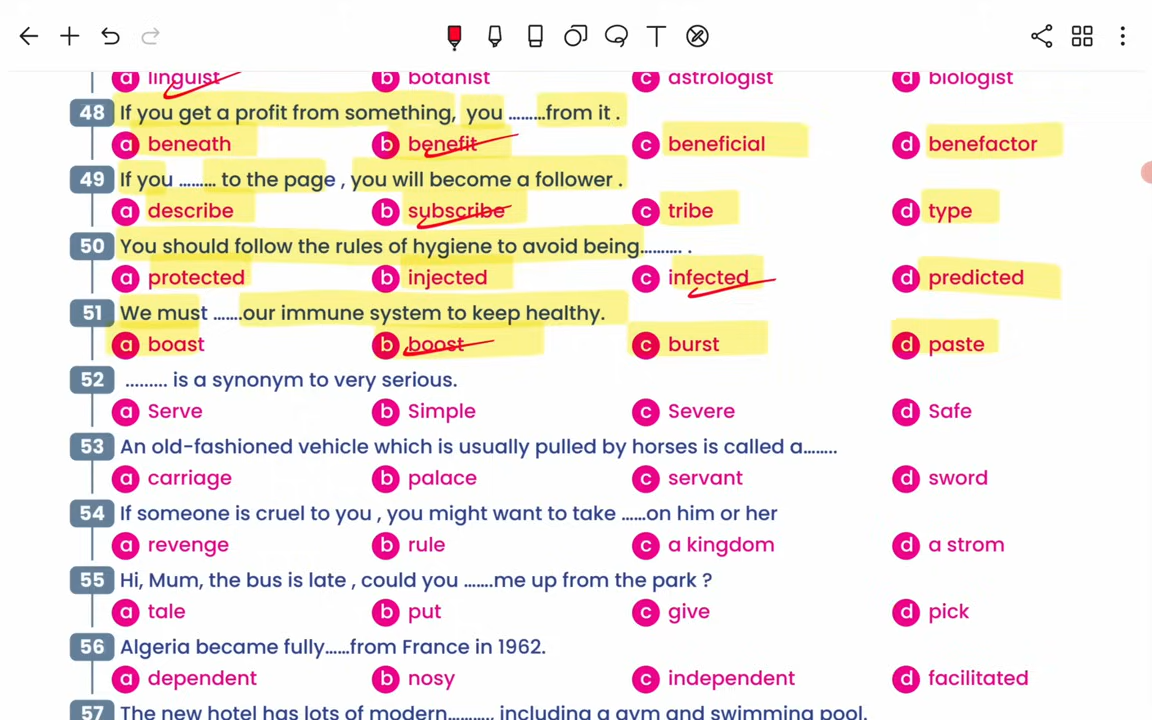 a linguist b botanist c astrologist d biologist
48 If you get a profit from something, you .........from it .
a beneath b benefit c beneficial d benefactor
49 If you ......... to the page , you will become a follower .
a describe b subscribe c tribe d type
50 You should follow the rules of hygiene to avoid being.......... .
a protected b injected c infected d predicted
51 We must .......our immune system to keep healthy.
a boast b boost c burst d paste
52 ......... is a synonym to very serious.
a Serve b Simple c Severe d Safe
53 An old-fashioned vehicle which is usually pulled by horses is called a........
a carriage b palace c servant d sword
54 If someone is cruel to you , you might want to take ......on him or her
a revenge b rule c a kingdom d a strom
55 Hi, Mum, the bus is late , could you .......me up from the park ?
a tale b put c give d pick
56 Algeria became fully......from France in 1962.
a dependent b nosy c independent d facilitated
57 The new hotel has lots of modern.........., including a gym and swimming pool.